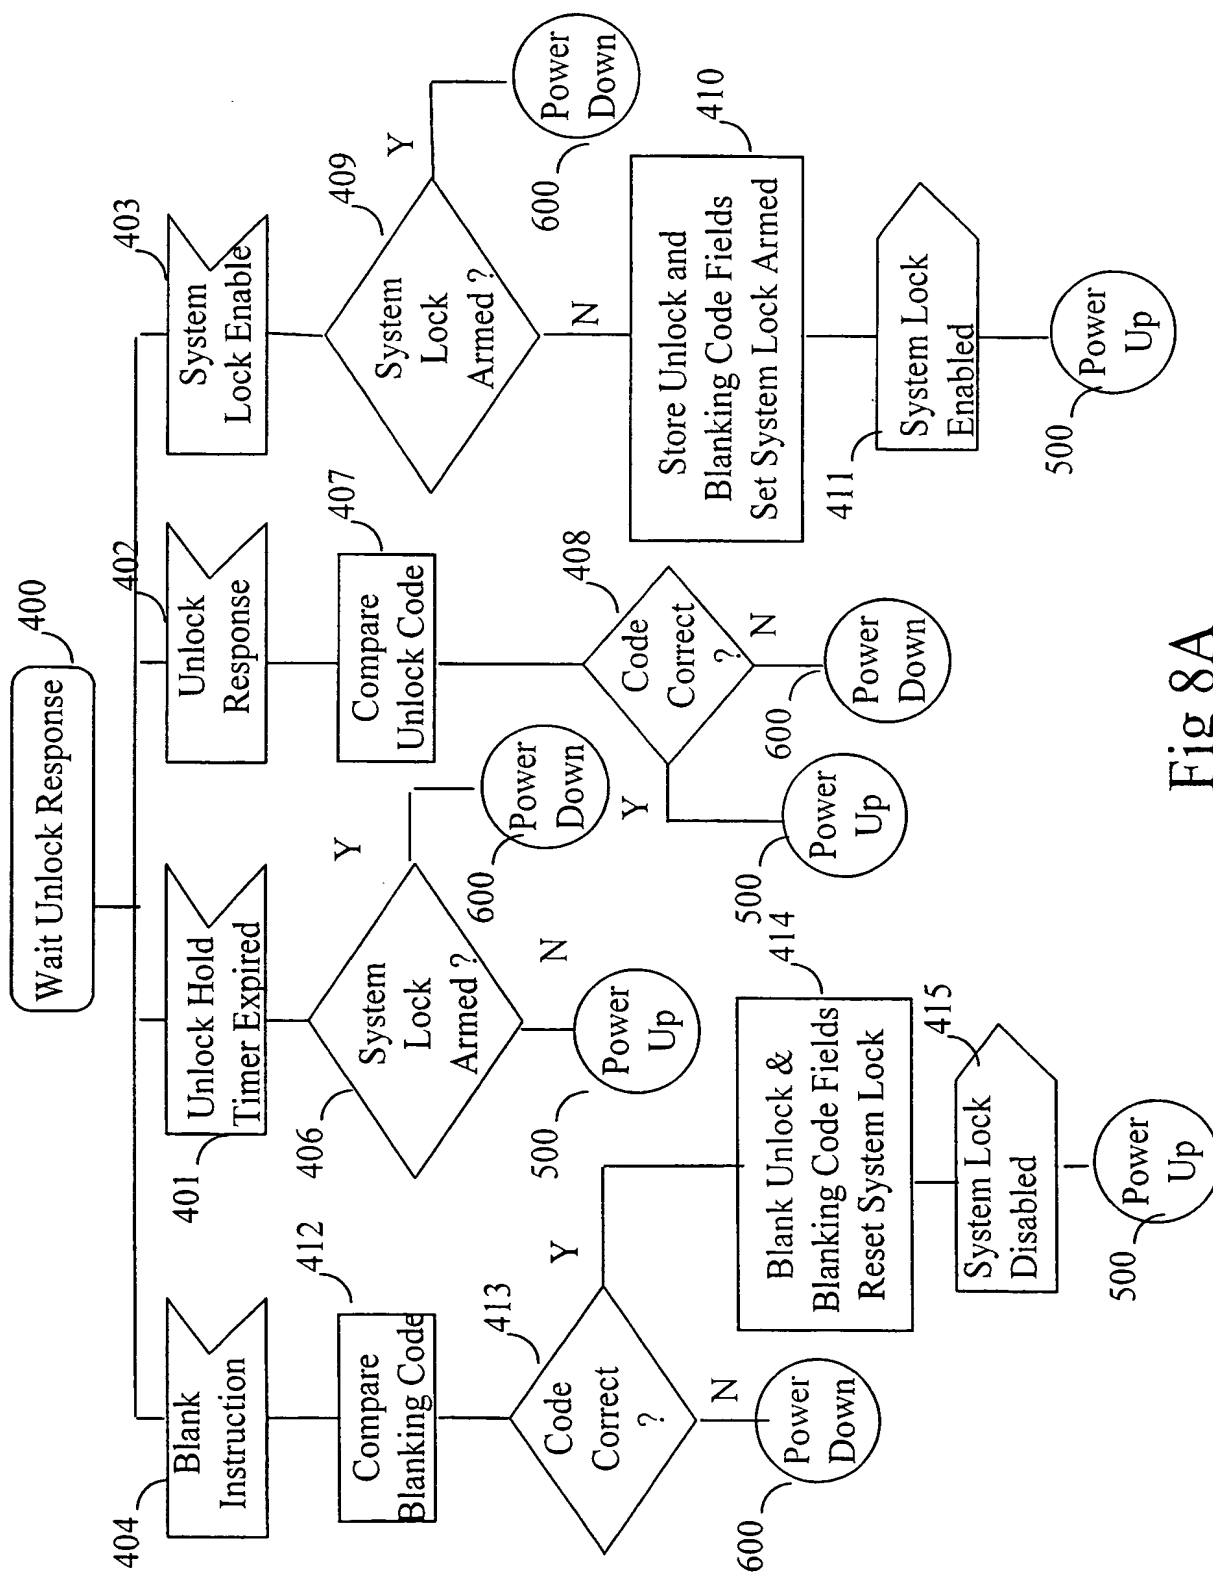 Wait Unlock Response
400
404
Blank
Instruction
412
Compare
Blanking Code
413
Code
Correct
?
Y
N
600
Power
Down
414
Blank Unlock &
Blanking Code Fields
Reset System Lock
415
System Lock
Disabled
500
Power
Up
401
Unlock Hold
Timer Expired
406
System
Lock
Armed ?
Y
600
Power
Down
N
500
Power
Up
402
Unlock
Response
407
Compare
Unlock Code
408
Code
Correct
?
Y
500
Power
Up
N
600
Power
Down
403
System
Lock Enable
409
System
Lock
Armed ?
Y
600
Power
Down
N
410
Store Unlock and
Blanking Code Fields
Set System Lock Armed
411
System Lock
Enabled
500
Power
Up
Fig 8A